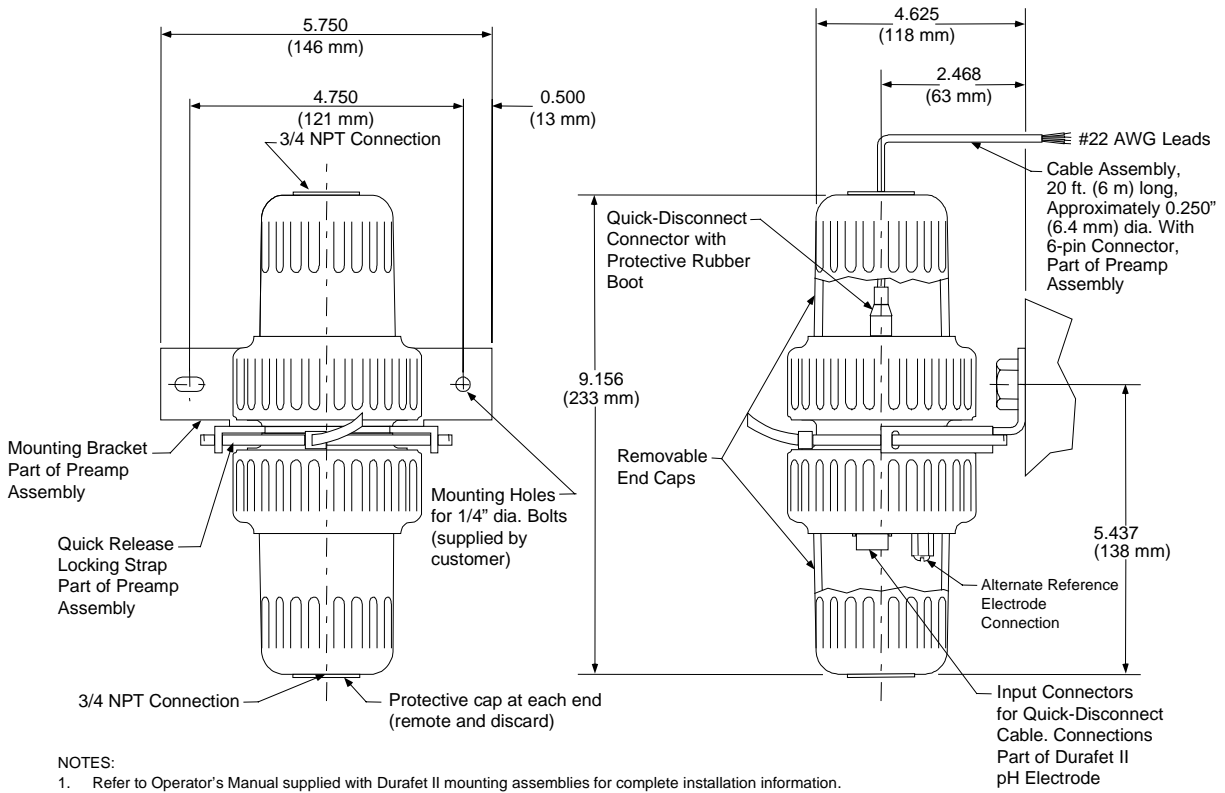 5.750
(146 mm)
4.750
(121 mm)
0.500
(13 mm)
3/4 NPT Connection
4.625
(118 mm)
2.468
(63 mm)
#22 AWG Leads
Cable Assembly,
20 ft. (6 m) long,
Approximately 0.250”
(6.4 mm) dia. With
6-pin Connector,
Part of Preamp
Assembly
Quick-Disconnect
Connector with
Protective Rubber
Boot
9.156
(233 mm)
Mounting Bracket
Part of Preamp
Assembly
Removable
End Caps
Mounting Holes
for 1/4” dia. Bolts
(supplied by
customer)
Quick Release
Locking Strap
Part of Preamp
Assembly
5.437
(138 mm)
Alternate Reference
Electrode
Connection
3/4 NPT Connection
Protective cap at each end
(remote and discard)
Input Connectors
for Quick-Disconnect
Cable. Connections
Part of Durafet II
pH Electrode
NOTES:
1. Refer to Operator’s Manual supplied with Durafet II mounting assemblies for complete installation information.